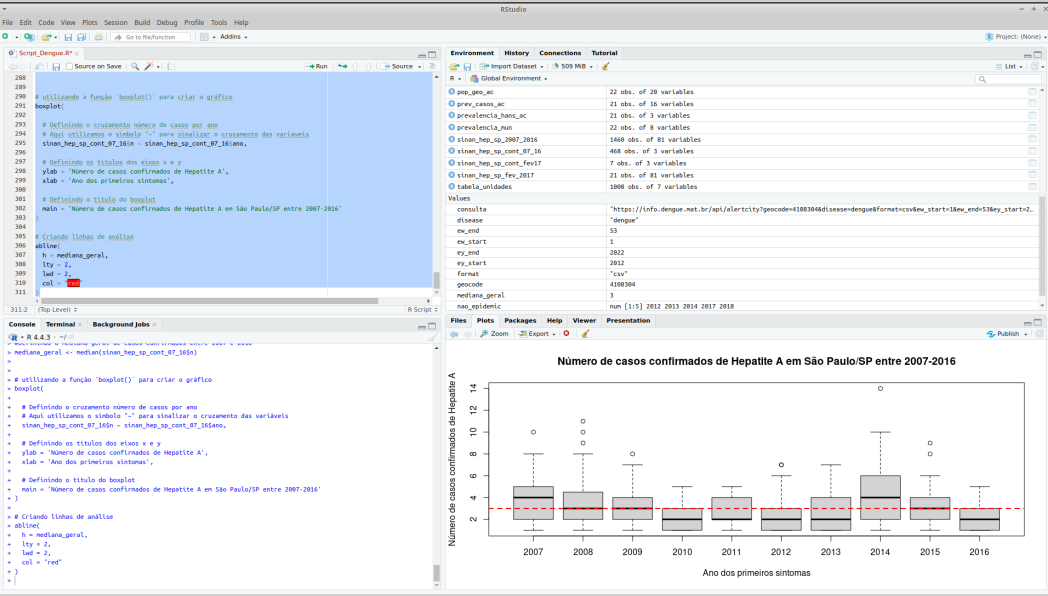 RStudio
File Edit Code View Plots Session Build Debug Profile Tools Help
Go to file/function
Addins
Project: (None)
Script_Dengue.R*
Source on Save
Run
Source
288
289
290 # utilizando a função `boxplot()` para criar o gráfico
291 boxplot(
292
293 # Definindo o cruzamento número de casos por ano
294 # Aqui utilizamos o símbolo "~" para sinalizar o cruzamento das variáveis
295 sinan_hep_sp_cont_07_16$n ~ sinan_hep_sp_cont_07_16$ano,
296
297 # Definindo os títulos dos eixos x e y
298 ylab = 'Número de casos confirmados de Hepatite A',
299 xlab = 'Ano dos primeiros sintomas',
300
301 # Definindo o título do boxplot
302 main = 'Número de casos confirmados de Hepatite A em São Paulo/SP entre 2007-2016'
303 )
304
305 # Criando linhas de análise
306 abline(
307 h = mediana_geral,
308 lty = 2,
309 lwd = 2,
310 col = "red"
311 )
311:2 (Top Level) R Script
Console Terminal Background Jobs
R 4.4.3 · ~/
> mediana_geral <- median(sinan_hep_sp_cont_07_16$n)
>
>
> # utilizando a função `boxplot()` para criar o gráfico
> boxplot(
+
+ # Definindo o cruzamento número de casos por ano
+ # Aqui utilizamos o símbolo "~" para sinalizar o cruzamento das variáveis
+ sinan_hep_sp_cont_07_16$n ~ sinan_hep_sp_cont_07_16$ano,
+
+ # Definindo os títulos dos eixos x e y
+ ylab = 'Número de casos confirmados de Hepatite A',
+ xlab = 'Ano dos primeiros sintomas',
+
+ # Definindo o título do boxplot
+ main = 'Número de casos confirmados de Hepatite A em São Paulo/SP entre 2007-2016'
+ )
>
> # Criando linhas de análise
> abline(
+ h = mediana_geral,
+ lty = 2,
+ lwd = 2,
+ col = "red"
+ )
>
Environment History Connections Tutorial
Import Dataset 509 MiB List
R Global Environment
pop_geo_ac 22 obs. of 20 variables
prev_casos_ac 21 obs. of 16 variables
prevalencia_hans_ac 21 obs. of 3 variables
prevalencia_mun 22 obs. of 8 variables
sinan_hep_sp_2007_2016 1460 obs. of 81 variables
sinan_hep_sp_cont_07_16 468 obs. of 3 variables
sinan_hep_sp_cont_fev17 7 obs. of 3 variables
sinan_hep_sp_fev_2017 21 obs. of 81 variables
tabela_unidades 1008 obs. of 7 variables
Values
consulta "https://info.dengue.mat.br/api/alertcity?geocode=4108304&disease=dengue&format=csv&ew_start=1&ew_end=53&ey_start=2…
disease "dengue"
ew_end 53
ew_start 1
ey_end 2022
ey_start 2012
format "csv"
geocode 4108304
mediana_geral 3
nao_epidemic num [1:5] 2012 2013 2014 2017 2018
Files Plots Packages Help Viewer Presentation
Zoom Export Publish
Número de casos confirmados de Hepatite A em São Paulo/SP entre 2007-2016
Número de casos confirmados de Hepatite A
14
12
10
8
6
4
2
2007 2008 2009 2010 2011 2012 2013 2014 2015 2016
Ano dos primeiros sintomas